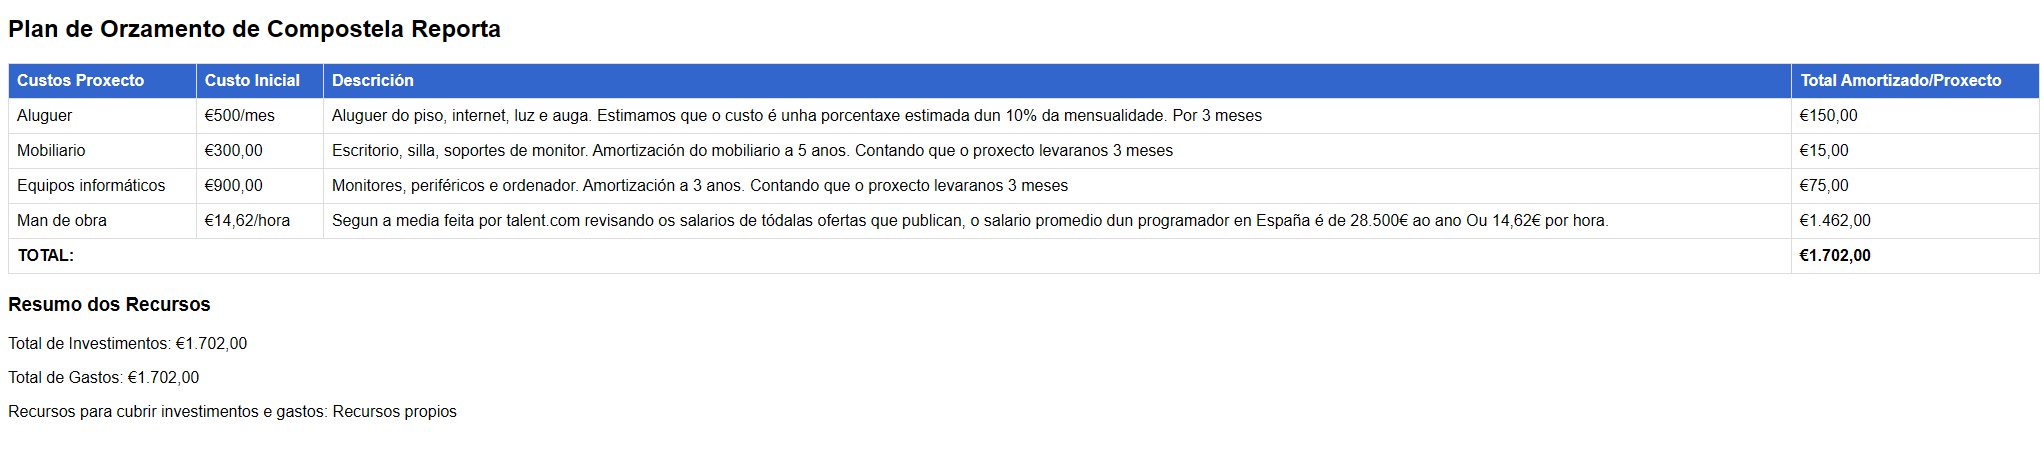 Plan de Orzamento de Compostela Reporta
Custos Proxecto Custo Inicial Descrición Total Amortizado/Proxecto
Aluguer €500/mes Aluguer do piso, internet, luz e auga. Estimamos que o custo é unha porcentaxe estimada dun 10% da mensualidade. Por 3 meses €150,00
Mobiliario €300,00 Escritorio, silla, soportes de monitor. Amortización do mobiliario a 5 anos. Contando que o proxecto levaranos 3 meses €15,00
Equipos informáticos €900,00 Monitores, periféricos e ordenador. Amortización a 3 anos. Contando que o proxecto levaranos 3 meses €75,00
Man de obra €14,62/hora Segun a media feita por talent.com revisando os salarios de tódalas ofertas que publican, o salario promedio dun programador en España é de 28.500€ ao ano Ou 14,62€ por hora. €1.462,00
TOTAL: €1.702,00
Resumo dos Recursos
Total de Investimentos: €1.702,00
Total de Gastos: €1.702,00
Recursos para cubrir investimentos e gastos: Recursos propios